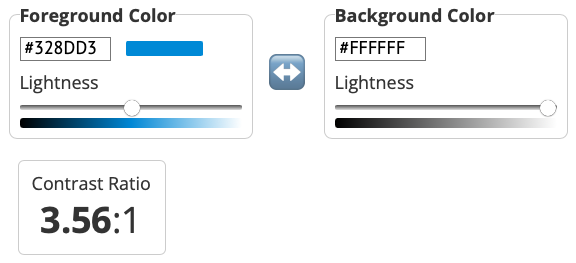 Foreground Color
#328DD3
Lightness
Background Color
#FFFFFF
Lightness
Contrast Ratio
3.56:1